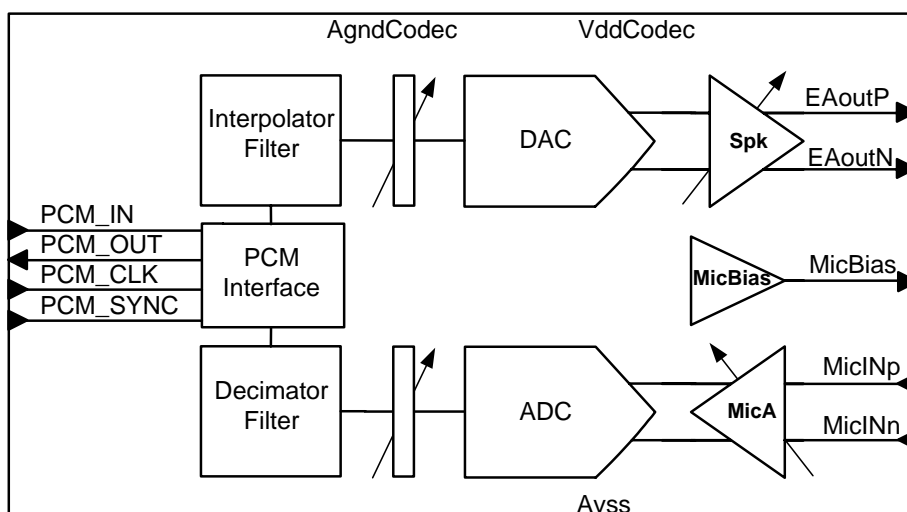 AgndCodec
VddCodec
Interpolator
Filter
DAC
Spk
EAoutP
EAoutN
PCM_IN
PCM_OUT
PCM_CLK
PCM_SYNC
PCM
Interface
MicBias
MicBias
Decimator
Filter
ADC
MicA
MicINp
MicINn
Avss